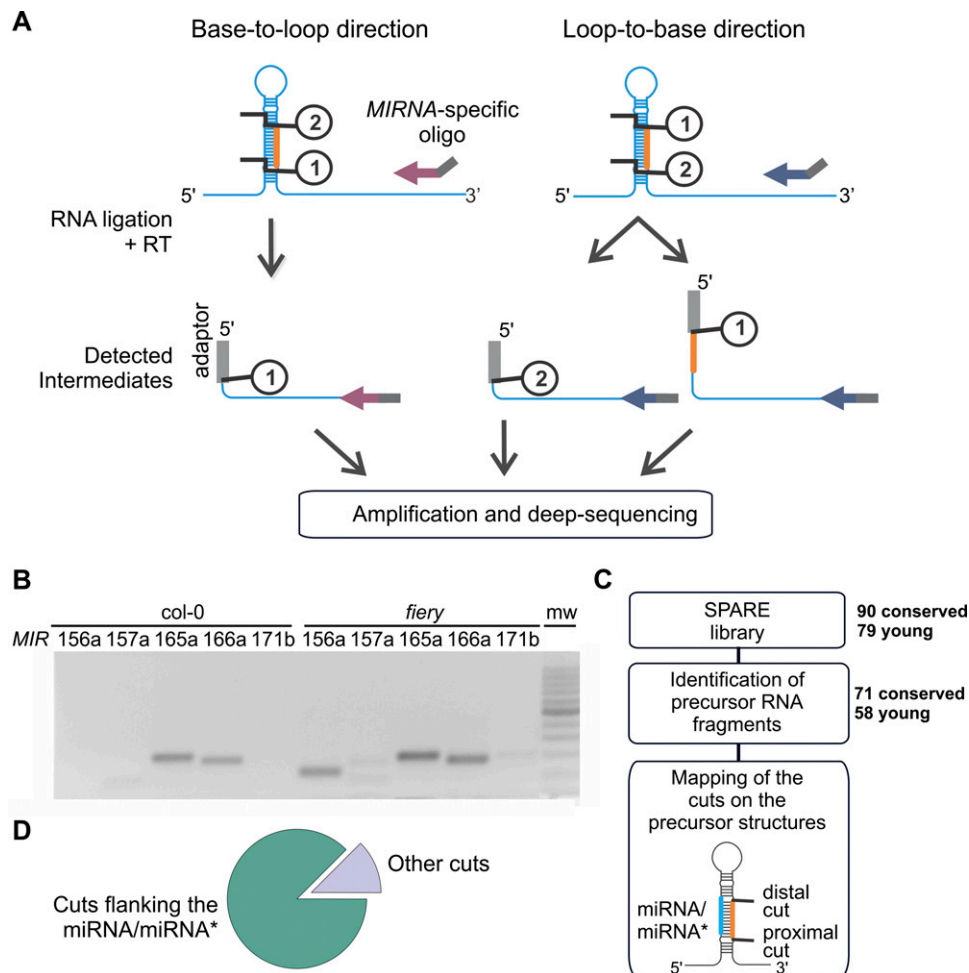 A
Base-to-loop direction
Loop-to-base direction
2
1
MIRNA-specific
oligo
1
2
5'
3'
5'
3'
RNA ligation
+ RT
Detected
Intermediates
adaptor
5'
1
5'
2
5'
1
Amplification and deep-sequencing
B
col-0
fiery
mw
MIR 156a 157a 165a 166a 171b 156a 157a 165a 166a 171b
C
SPARE
library
90 conserved
79 young
Identification of
precursor RNA
fragments
71 conserved
58 young
Mapping of the
cuts on the
precursor structures
miRNA/
miRNA*
distal
cut
proximal
cut
5'
3'
D
Other cuts
Cuts flanking the
miRNA/miRNA*